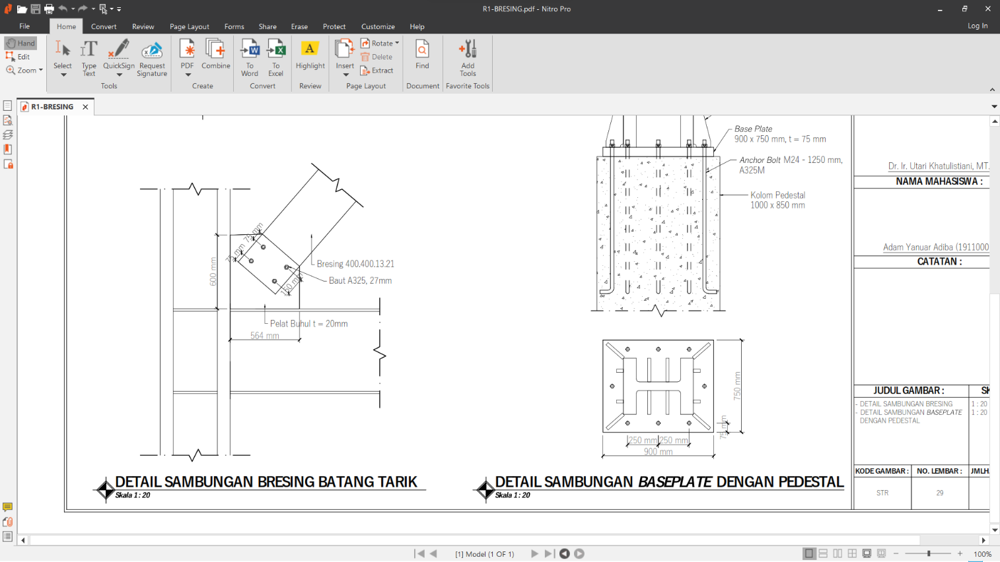 R1-BRESING.pdf - Nitro Pro
File
Home
Convert
Review
Page Layout
Forms
Share
Erase
Protect
Customize
Help
Log In
Hand
Edit
Zoom
Select
Type
Text
QuickSign
Request
Signature
Tools
PDF
Combine
Create
To
Word
To
Excel
Convert
Highlight
Review
Insert
Rotate
Delete
Extract
Page Layout
Find
Document
Add
Tools
Favorite Tools
R1-BRESING
75 mm
75 mm
600 mm
150 mm
Bresing 400.400.13.21
Baut A325, 27mm
Pelat Buhul t = 20mm
564 mm
DETAIL SAMBUNGAN BRESING BATANG TARIK
Skala 1 : 20
Base Plate
900 x 750 mm, t = 75 mm
Anchor Bolt M24 - 1250 mm,
A325M
Kolom Pedestal
1000 x 850 mm
750 mm
75 mm
250 mm 250 mm
900 mm
DETAIL SAMBUNGAN BASEPLATE DENGAN PEDESTAL
Skala 1 : 20
Dr. Ir. Utari Khatulistiani, MT.
NAMA MAHASISWA :
Adam Yanuar Adiba (1911000
CATATAN :
JUDUL GAMBAR :
SK
- DETAIL SAMBUNGAN BRESING
1 : 20
- DETAIL SAMBUNGAN BASEPLATE
1 : 20
DENGAN PEDESTAL
KODE GAMBAR :
NO. LEMBAR :
JMLH.
STR
29
[1] Model (1 OF 1)
100%